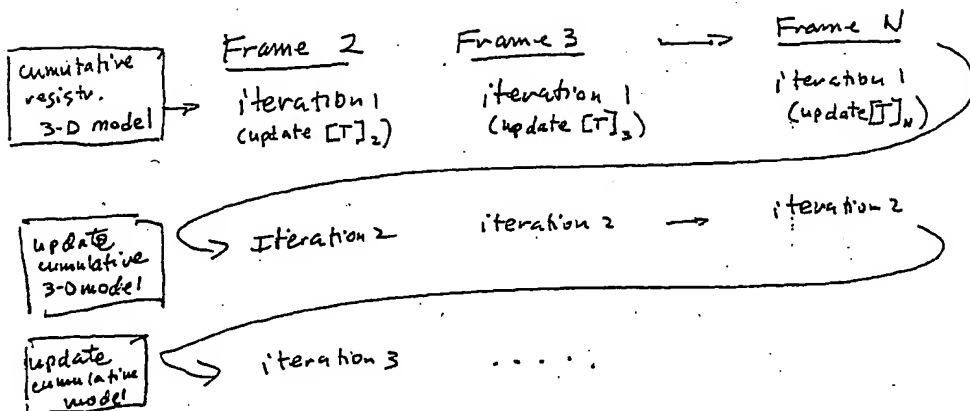 Frame 2 Frame 3 → Frame N
cumutative
registr.
3-D model
iteration 1 iteration 1 iteration 1
(update [T]2) (update [T]3) (update [T]N)
update
cumulative
3-D model
Iteration 2 iteration 2 → iteration 2
update
cumulative
model
iteration 3 . . . . .